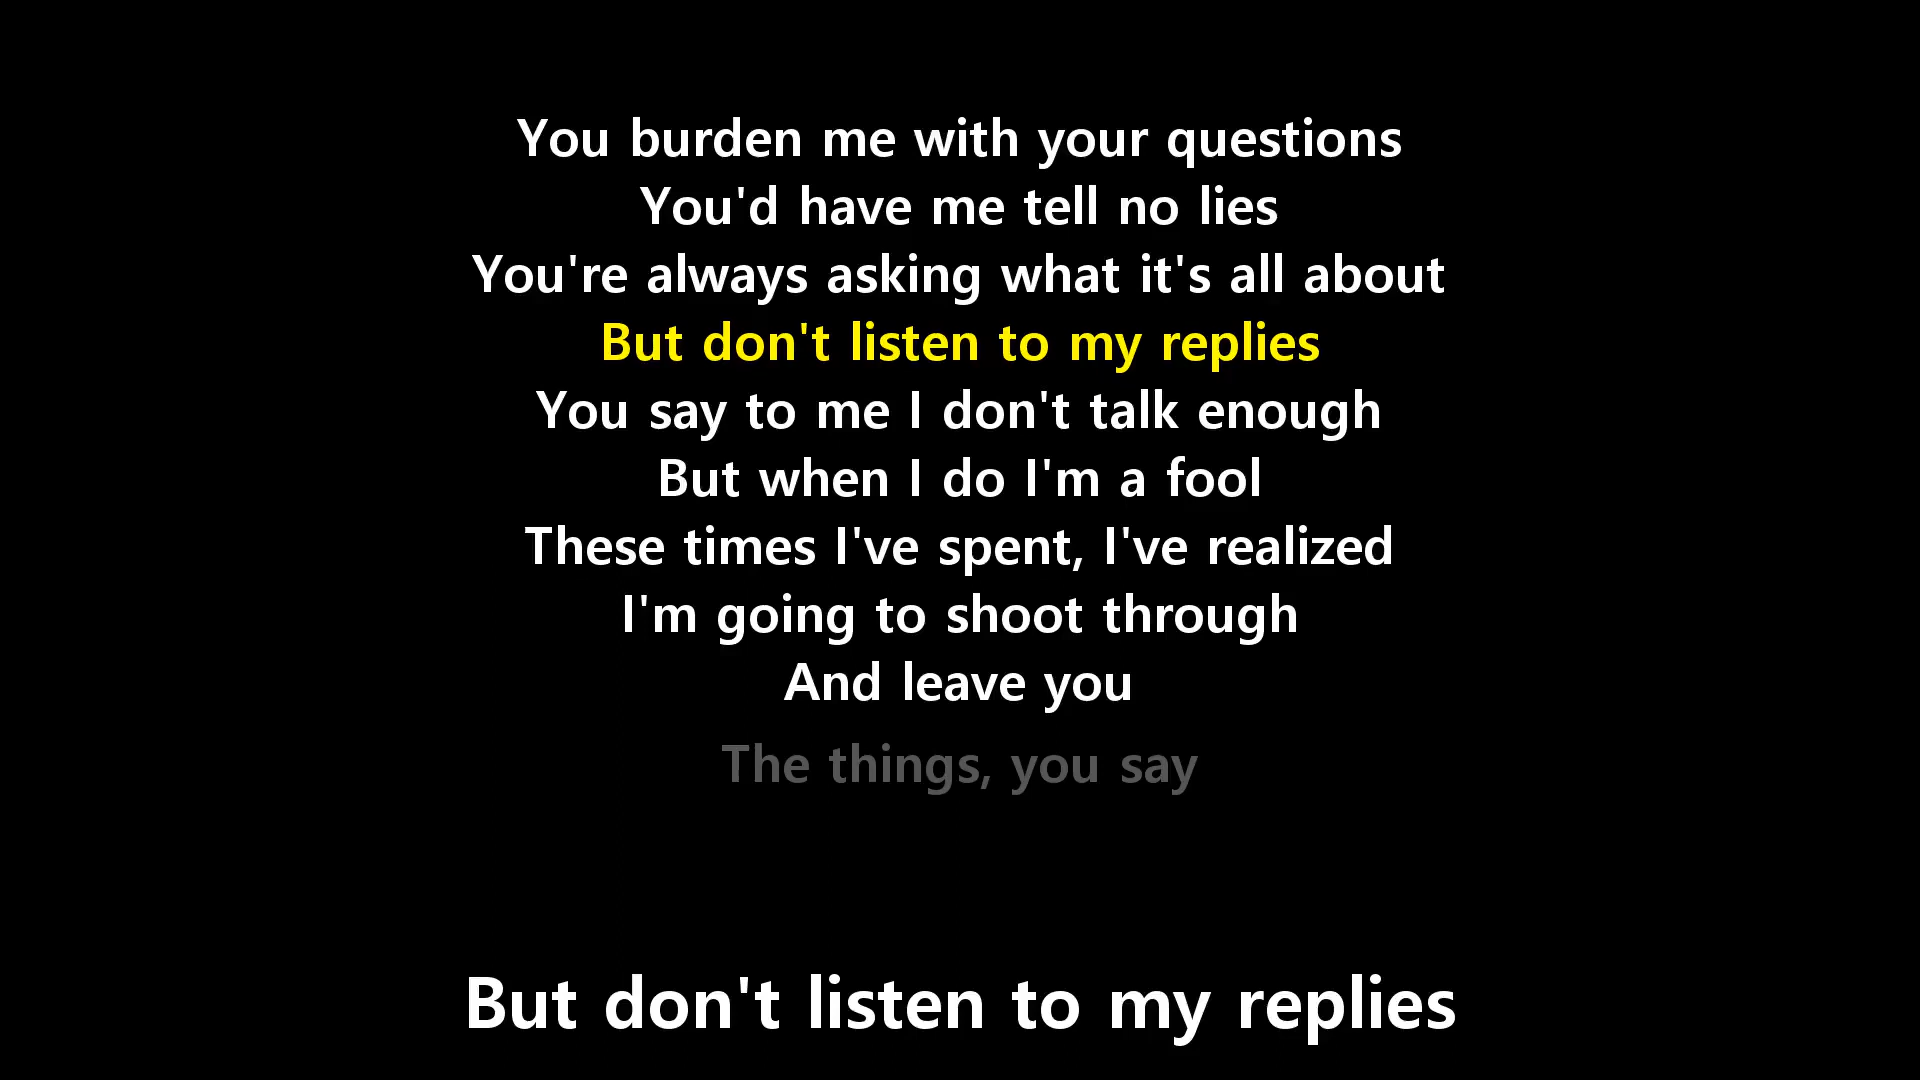 You burden me with your questions
You'd have me tell no lies
You're always asking what it's all about
But don't listen to my replies
You say to me I don't talk enough
But when I do I'm a fool
These times I've spent, I've realized
I'm going to shoot through
And leave you
The things, you say
But don't listen to my replies